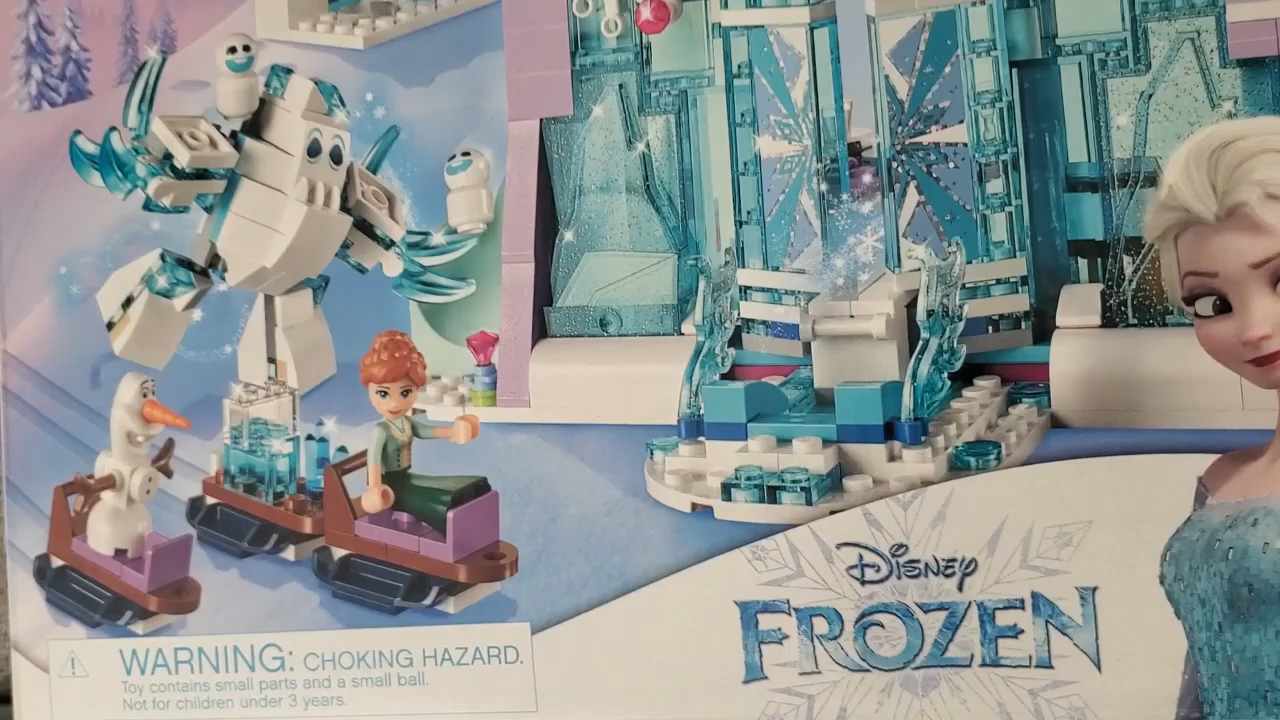 Disney
FROZEN
WARNING: CHOKING HAZARD.
Toy contains small parts and a small ball.
Not for children under 3 years.